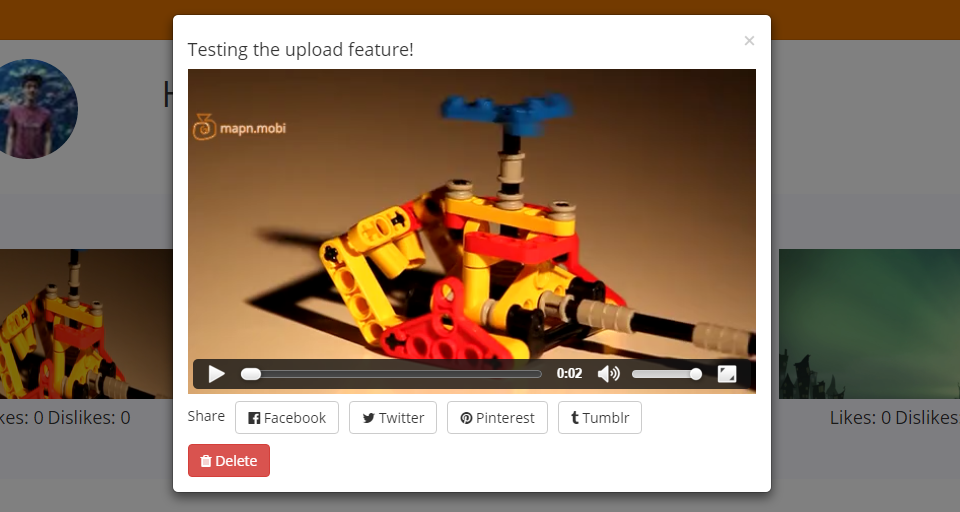 Testing the upload feature!
×
mapn.mobi
0:02
Share Facebook Twitter Pinterest Tumblr
Delete
Likes: 0 Dislikes: 0
Likes: 0 Dislikes: